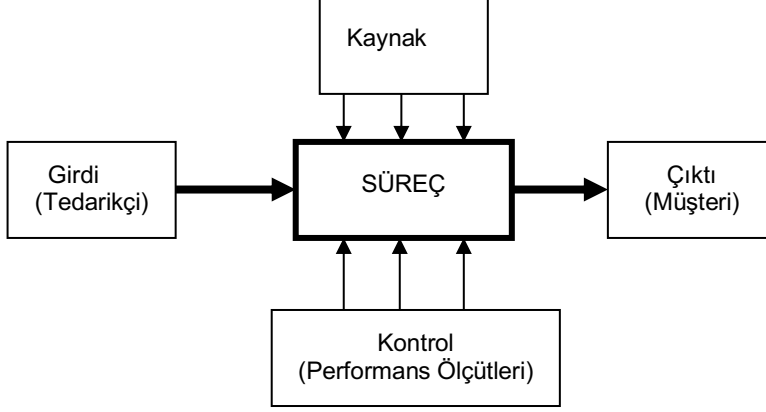 Kaynak
Girdi
(Tedarikçi)
SÜREÇ
Çıktı
(Müşteri)
Kontrol
(Performans Ölçütleri)